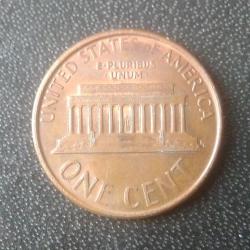 UNITED STATES OF AMERICA
E·PLURIBUS
UNUM
ONE CENT